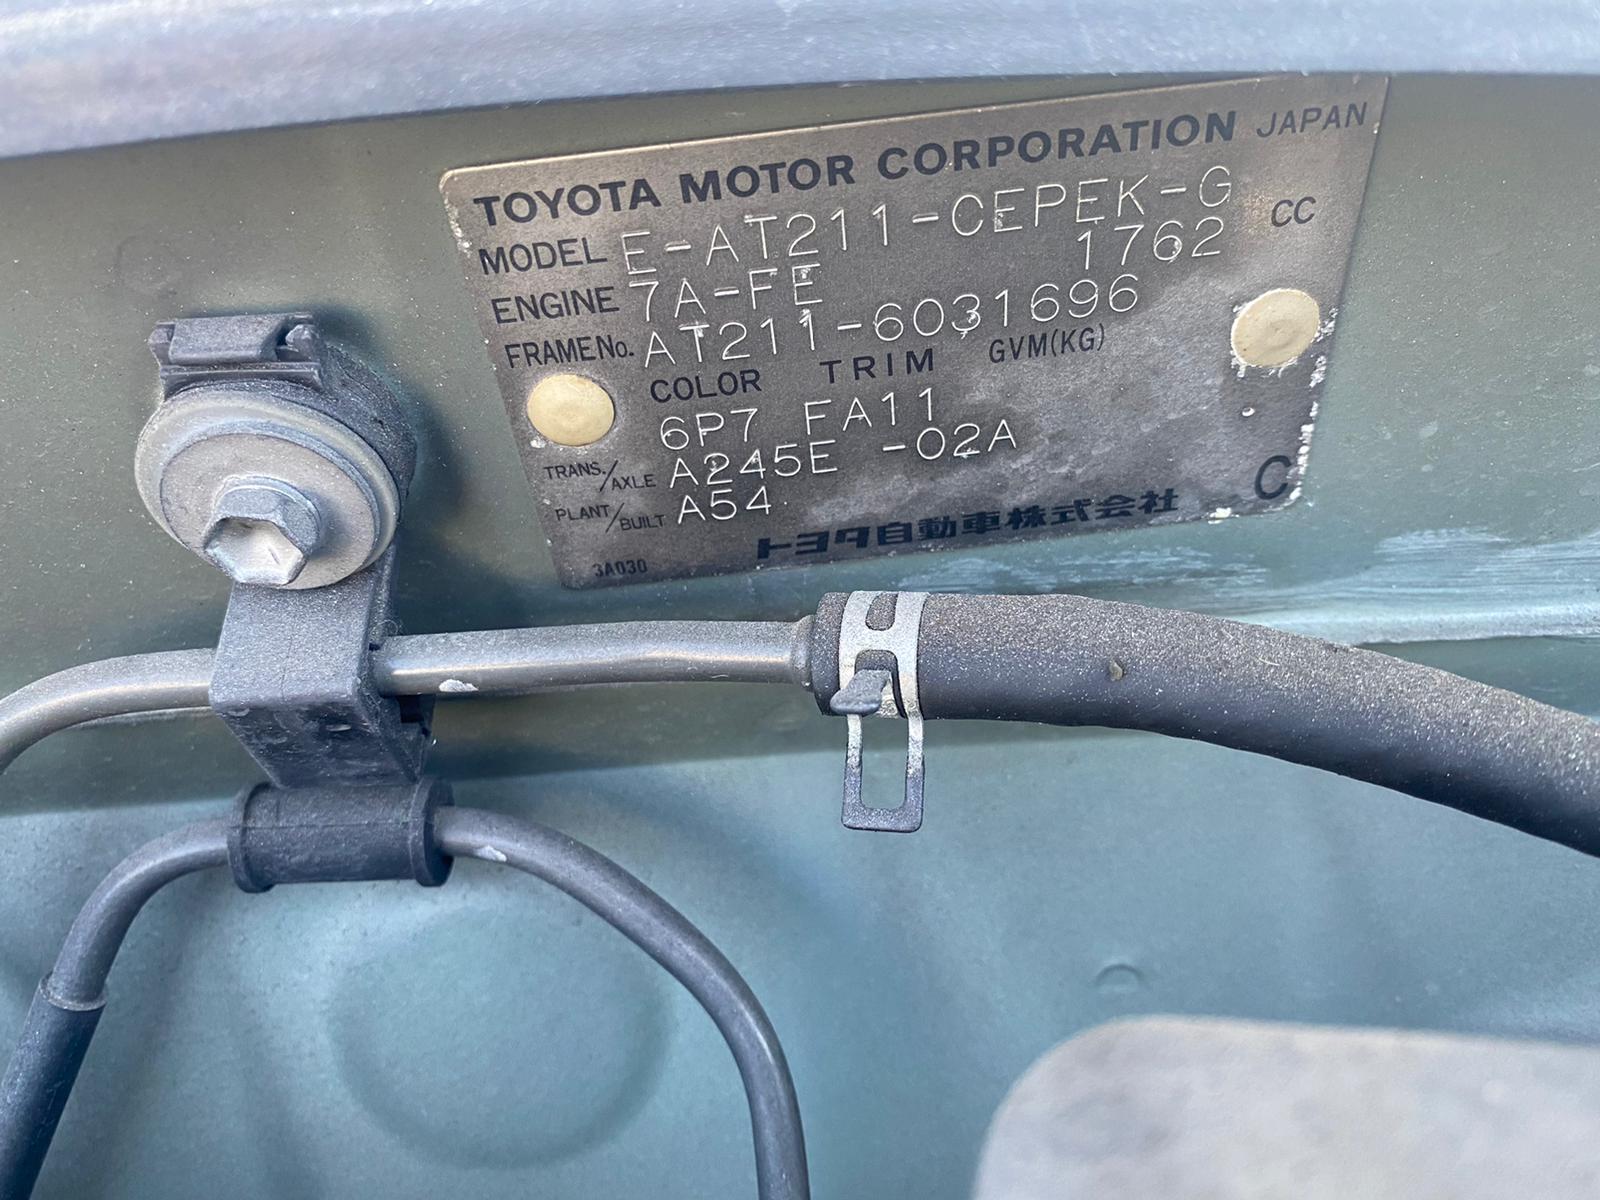 TOYOTA MOTOR CORPORATION JAPAN
MODEL E-AT211-CEPEK-G
ENGINE 7A-FE 1762 CC
FRAME No. AT211-6031696
COLOR TRIM GVM(KG)
6P7 FA11
TRANS./AXLE A245E -02A
PLANT/BUILT A54
トヨタ自動車株式会社 C
3A030